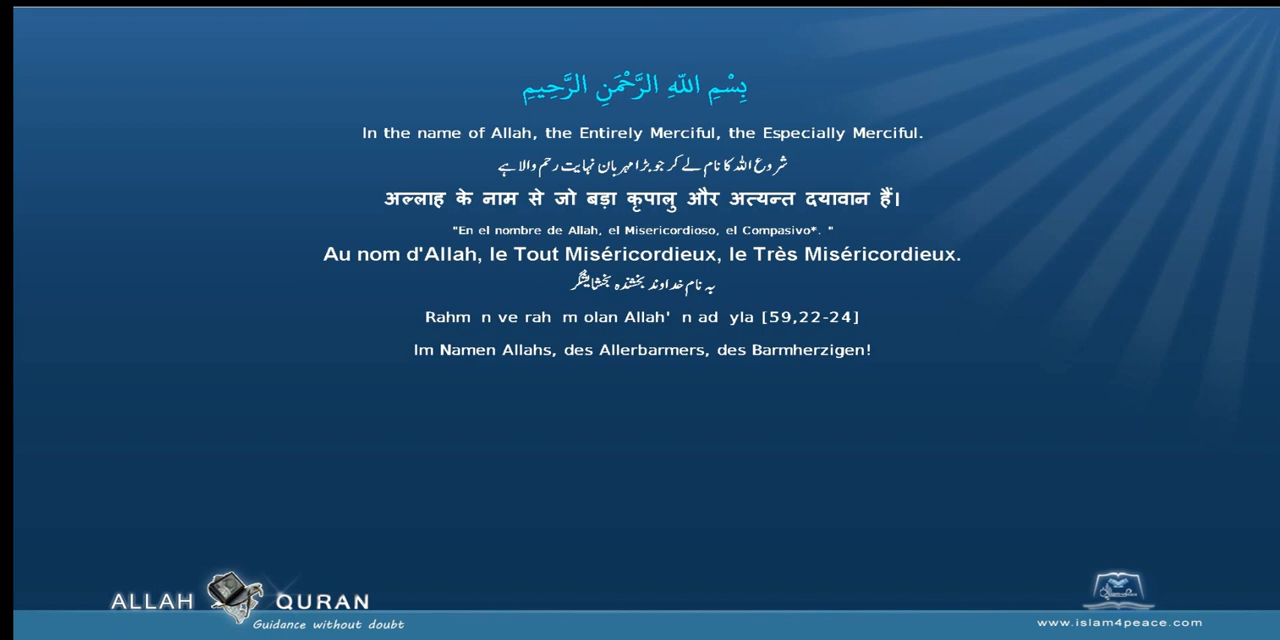 بِسْمِ اللَّهِ الرَّحْمَنِ الرَّحِيمِ
In the name of Allah, the Entirely Merciful, the Especially Merciful.
شروع الله کا نام لے کر جو بڑا مہربان نہایت رحم والا ہے
अल्लाह के नाम से जो बड़ा कृपालु और अत्यन्त दयावान हैं।
"En el nombre de Allah, el Misericordioso, el Compasivo*. "
Au nom d'Allah, le Tout Miséricordieux, le Très Miséricordieux.
به نام خداوند بخشنده بخشایشگر
Rahm n ve rah m olan Allah' n ad yla [59,22-24]
Im Namen Allahs, des Allerbarmers, des Barmherzigen!
ALLAH QURAN
Guidance without doubt
www.islam4peace.com